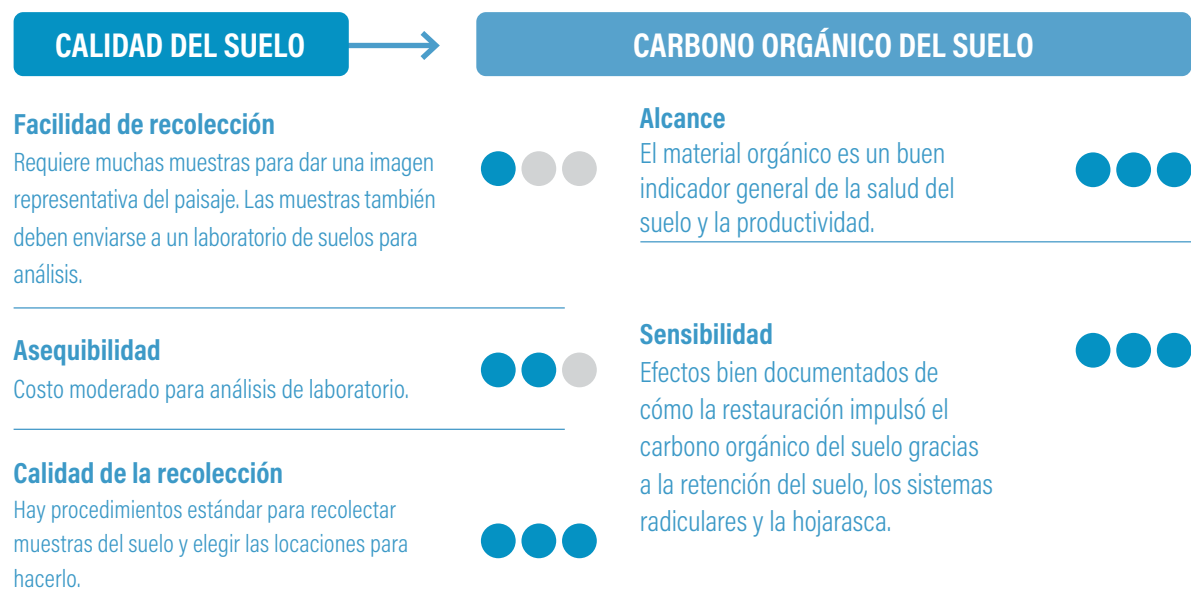 CALIDAD DEL SUELO
CARBONO ORGÁNICO DEL SUELO
Facilidad de recolección
Requiere muchas muestras para dar una imagen
representativa del paisaje. Las muestras también
deben enviarse a un laboratorio de suelos para
análisis.
Asequibilidad
Costo moderado para análisis de laboratorio.
Calidad de la recolección
Hay procedimientos estándar para recolectar
muestras del suelo y elegir las locaciones para
hacerlo.
Alcance
El material orgánico es un buen
indicador general de la salud del
suelo y la productividad.
Sensibilidad
Efectos bien documentados de
cómo la restauración impulsó el
carbono orgánico del suelo gracias
a la retención del suelo, los sistemas
radiculares y la hojarasca.